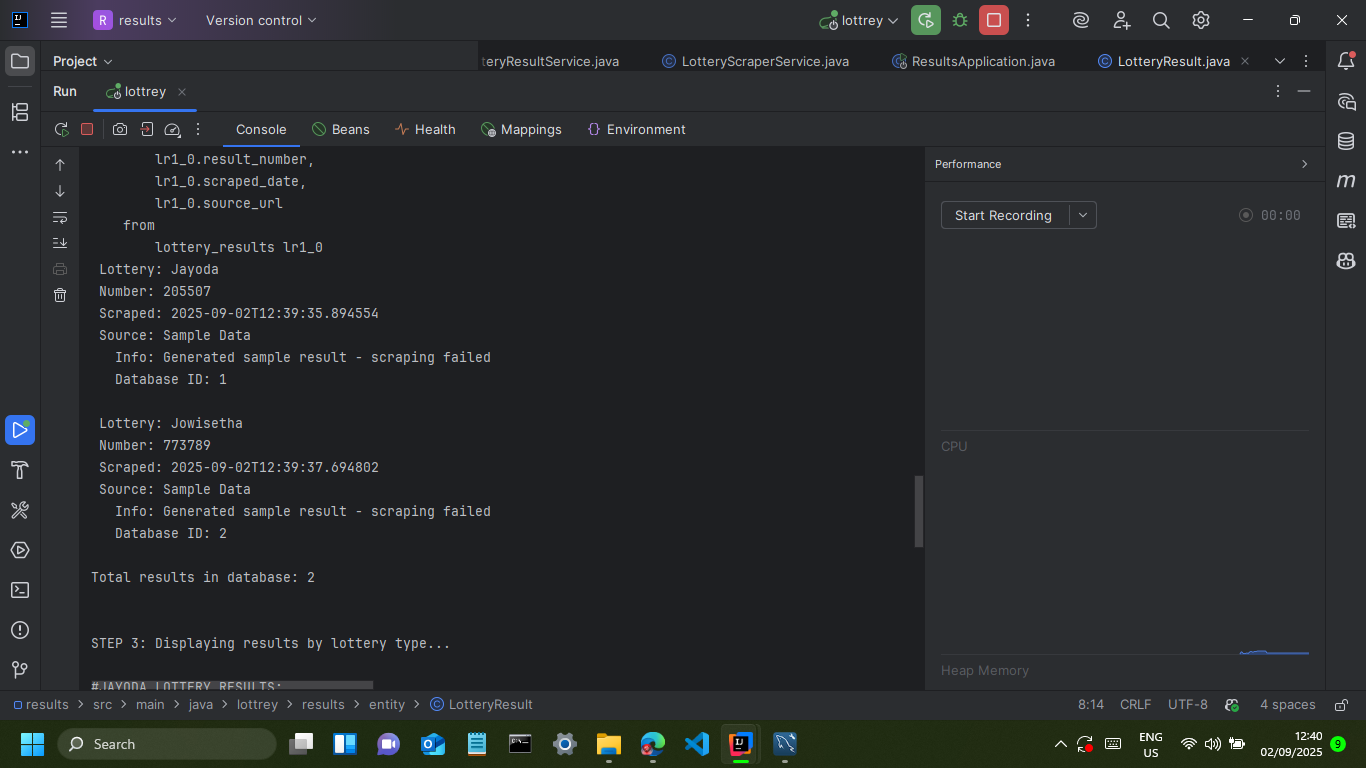 R results Version control lottrey
Project teryResultService.java LotteryScraperService.java ResultsApplication.java LotteryResult.java
Run lottrey
Console Beans Health Mappings Environment
lr1_0.result_number,
lr1_0.scraped_date,
lr1_0.source_url
from
lottery_results lr1_0
Lottery: Jayoda
Number: 205507
Scraped: 2025-09-02T12:39:35.894554
Source: Sample Data
Info: Generated sample result - scraping failed
Database ID: 1
Lottery: Jowisetha
Number: 773789
Scraped: 2025-09-02T12:39:37.694802
Source: Sample Data
Info: Generated sample result - scraping failed
Database ID: 2
Total results in database: 2
STEP 3: Displaying results by lottery type...
#JAYODA LOTTERY RESULTS:
Performance
Start Recording 00:00
CPU
Heap Memory
results src main java lottrey results entity LotteryResult 8:14 CRLF UTF-8 4 spaces
Search ENG US 12:40 02/09/2025 9